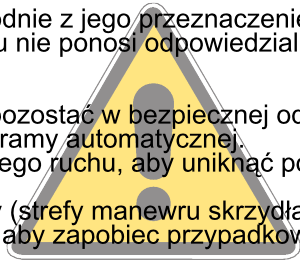 odnie z jego przeznaczenie
u nie ponosi odpowiedzial
pozostać w bezpiecznej od
ramy automatycznej.
ego ruchu, aby uniknąć po
y (strefy manewru skrzydła
aby zapobiec przypadkow